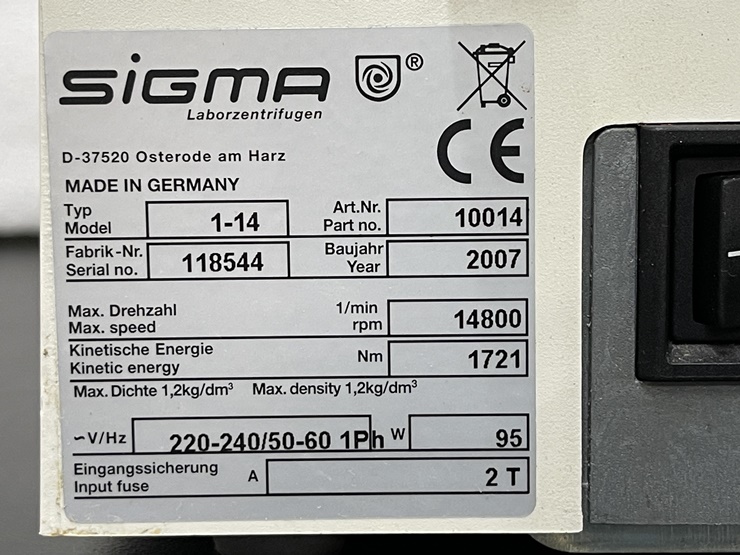 SIGMA ®
Laborzentrifugen
D-37520 Osterode am Harz
MADE IN GERMANY
Typ Model 1-14 Art.Nr. Part no. 10014
Fabrik-Nr. Serial no. 118544 Baujahr Year 2007
Max. Drehzahl Max. speed 1/min rpm 14800
Kinetische Energie Kinetic energy Nm 1721
Max. Dichte 1,2kg/dm³ Max. density 1,2kg/dm³
~V/Hz 220-240/50-60 1Ph W 95
Eingangssicherung Input fuse A 2 T
CE